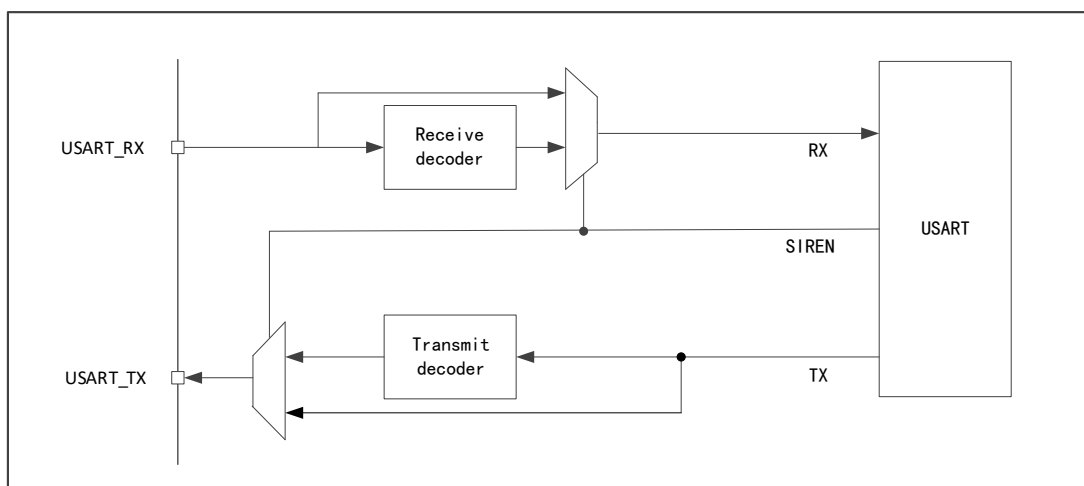 USART_RX
Receive
decoder
RX
SIREN
USART
USART_TX
Transmit
decoder
TX